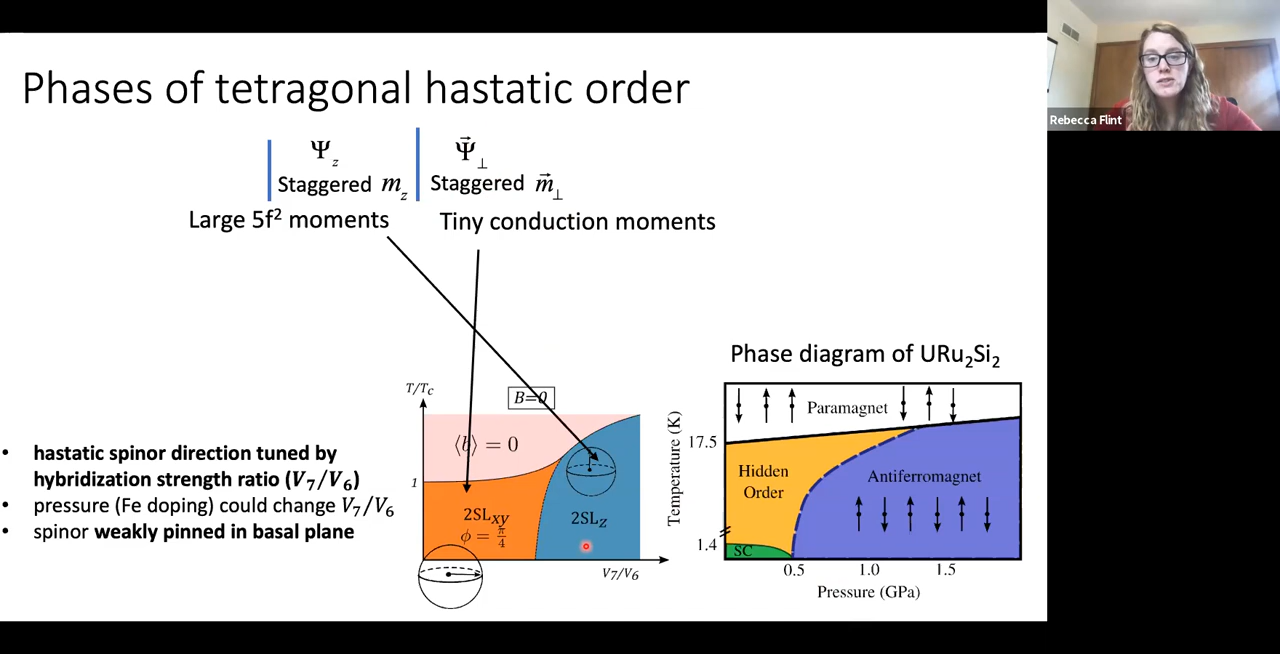 Phases of tetragonal hastatic order
Rebecca Flint
Ψz
Ψ⃗⊥
Staggered mz
Staggered m⃗⊥
Large 5f² moments
Tiny conduction moments
• hastatic spinor direction tuned by
hybridization strength ratio (V7/V6)
• pressure (Fe doping) could change V7/V6
• spinor weakly pinned in basal plane
T/TC
B=0
⟨b⟩ = 0
1
2SLXY
ϕ = π/4
2SLZ
V7/V6
Phase diagram of URu2Si2
Temperature (K)
17.5
1.4
Paramagnet
Hidden
Order
Antiferromagnet
SC
0.5 1.0 1.5
Pressure (GPa)